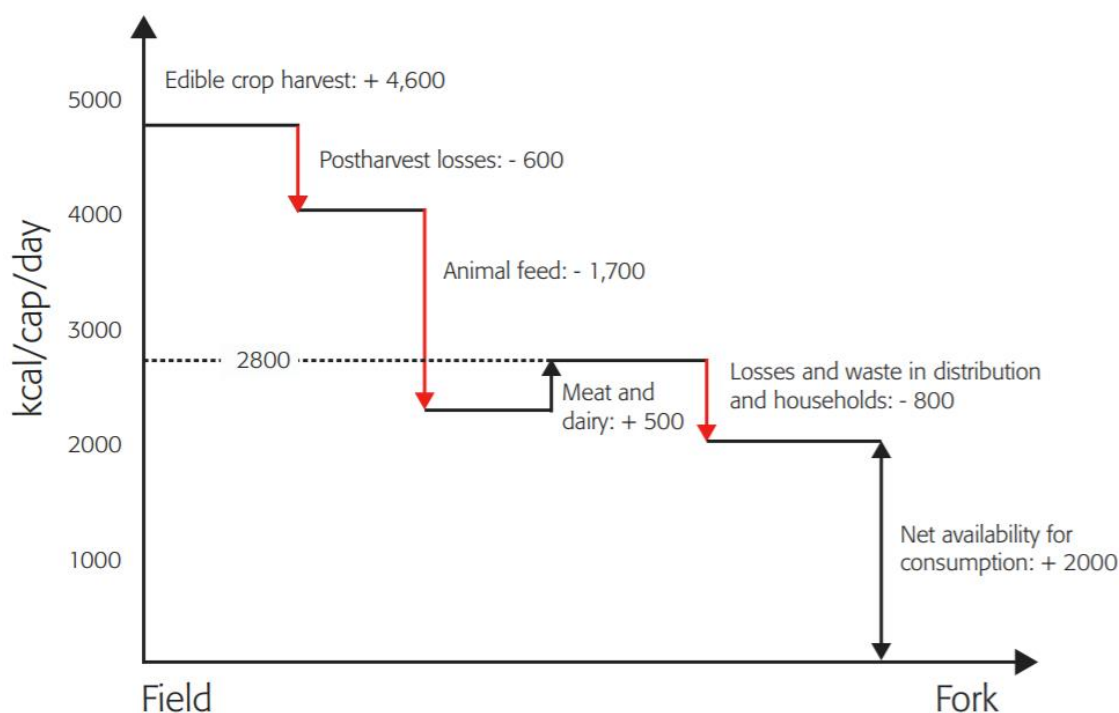 Edible crop harvest: + 4,600
5000
Postharvest losses: - 600
4000
Animal feed: - 1,700
3000
2800
Losses and waste in distribution
and households: - 800
Meat and
dairy: + 500
2000
Net availability for
consumption: + 2000
1000
kcal/cap/day
Field
Fork